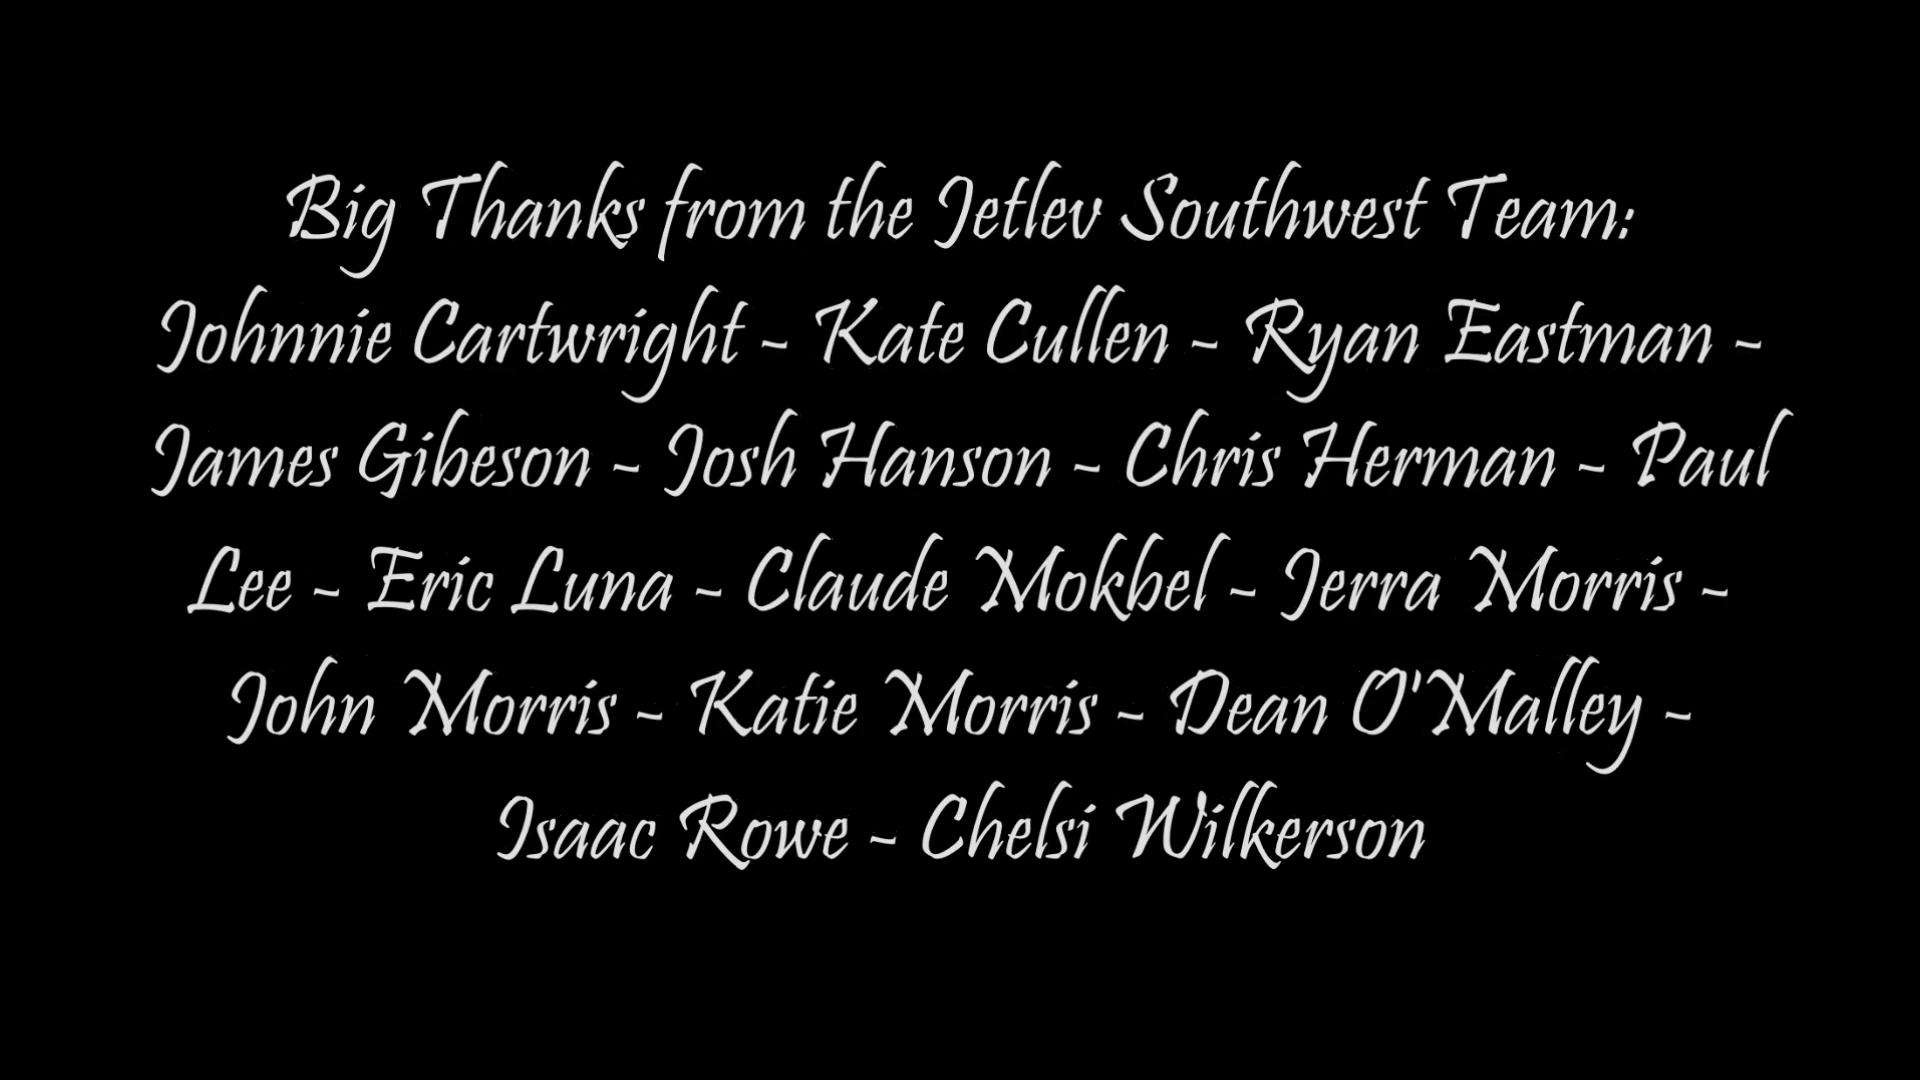 Big Thanks from the Jetlev Southwest Team:
Johnnie Cartwright - Kate Cullen - Ryan Eastman -
James Gibeson - Josh Hanson - Chris Herman - Paul
Lee - Eric Luna - Claude Mokbel - Jerra Morris -
John Morris - Katie Morris - Dean O'Malley -
Isaac Rowe - Chelsi Wilkerson